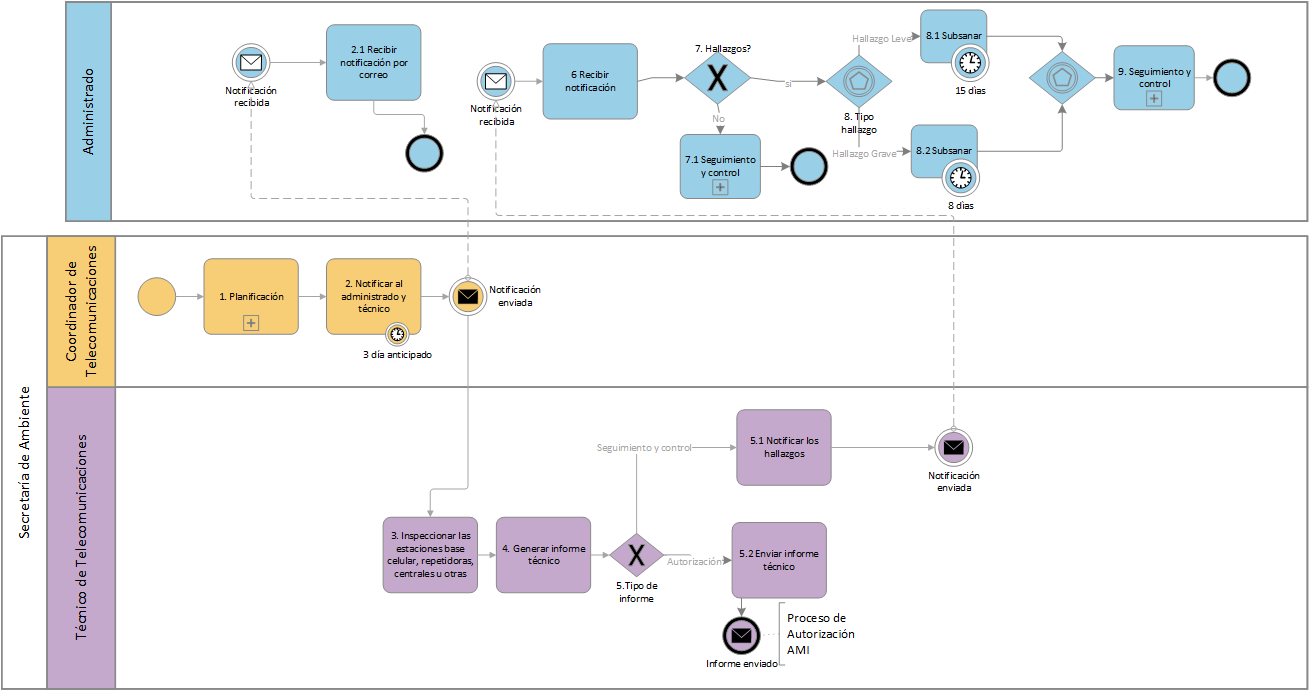 Administrado
Notificación
recibida
2.1 Recibir
notificación por
correo
Notificación
recibida
6 Recibir
notificación
7. Hallazgos?
No
si
7.1 Seguimiento
y control
8. Tipo
hallazgo
Hallazgo Leve
Hallazgo Grave
8.1 Subsanar
15 días
8.2 Subsanar
8 días
9. Seguimiento y
control
Secretaría de Ambiente
Coordinador de
Telecomunicaciones
1. Planificación
2. Notificar al
administrado y
técnico
3 día anticipado
Notificación
enviada
Técnico de Telecomunicaciones
3. Inspeccionar las
estaciones base
celular, repetidoras,
centrales u otras
4. Generar informe
técnico
5.Tipo de
informe
Seguimiento y control
Autorización
5.1 Notificar los
hallazgos
Notificación
enviada
5.2 Enviar informe
técnico
Informe enviado
Proceso de
Autorización
AMI